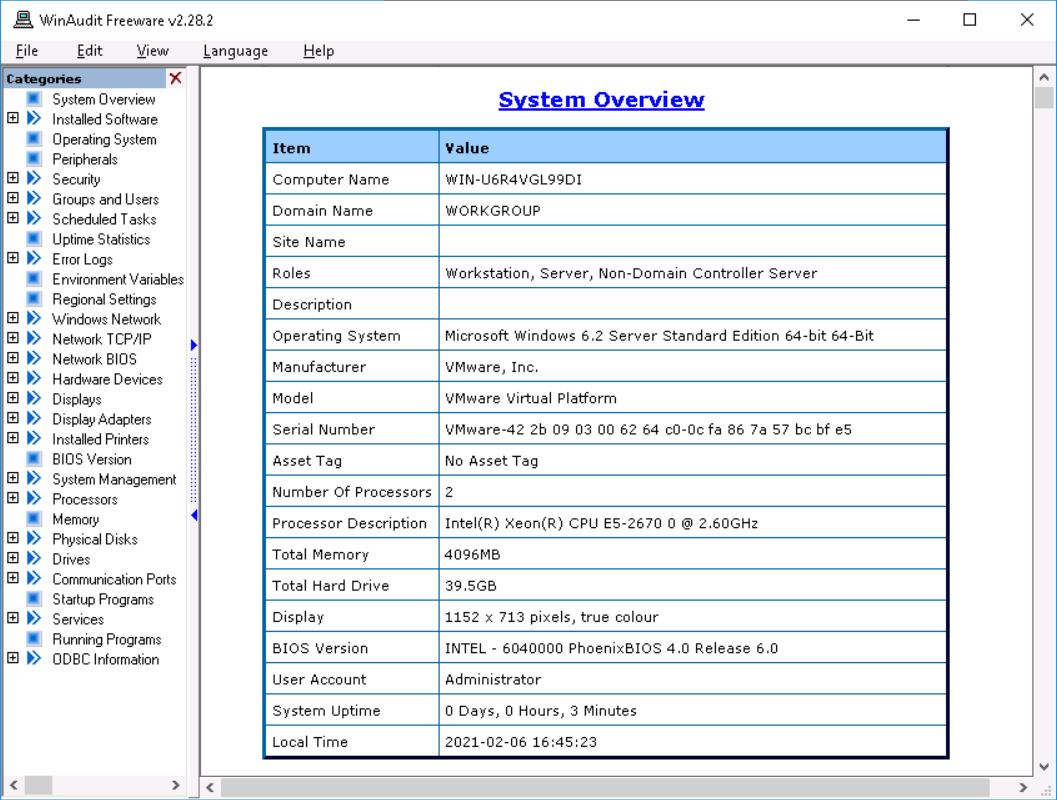 WinAudit Freeware v2.28.2
File Edit View Language Help
Categories
System Overview
Installed Software
Operating System
Peripherals
Security
Groups and Users
Scheduled Tasks
Uptime Statistics
Error Logs
Environment Variables
Regional Settings
Windows Network
Network TCP/IP
Network BIOS
Hardware Devices
Displays
Display Adapters
Installed Printers
BIOS Version
System Management
Processors
Memory
Physical Disks
Drives
Communication Ports
Startup Programs
Services
Running Programs
ODBC Information
System Overview
Item Value
Computer Name WIN-U6R4VGL99DI
Domain Name WORKGROUP
Site Name
Roles Workstation, Server, Non-Domain Controller Server
Description
Operating System Microsoft Windows 6.2 Server Standard Edition 64-bit 64-Bit
Manufacturer VMware, Inc.
Model VMware Virtual Platform
Serial Number VMware-42 2b 09 03 00 62 64 c0-0c fa 86 7a 57 bc bf e5
Asset Tag No Asset Tag
Number Of Processors 2
Processor Description Intel(R) Xeon(R) CPU E5-2670 0 @ 2.60GHz
Total Memory 4096MB
Total Hard Drive 39.5GB
Display 1152 x 713 pixels, true colour
BIOS Version INTEL - 6040000 PhoenixBIOS 4.0 Release 6.0
User Account Administrator
System Uptime 0 Days, 0 Hours, 3 Minutes
Local Time 2021-02-06 16:45:23